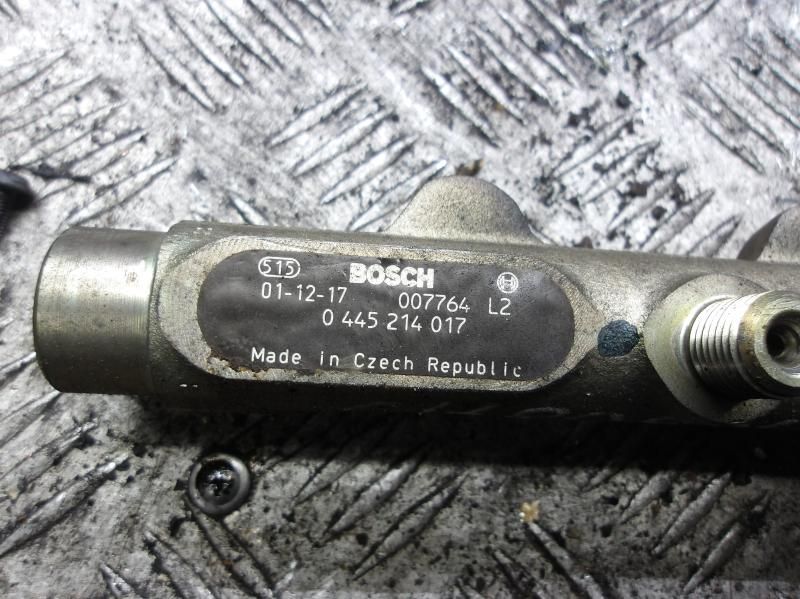 515 BOSCH
01-12-17 007764 L2
0 445 214 017
Made in Czech Republic